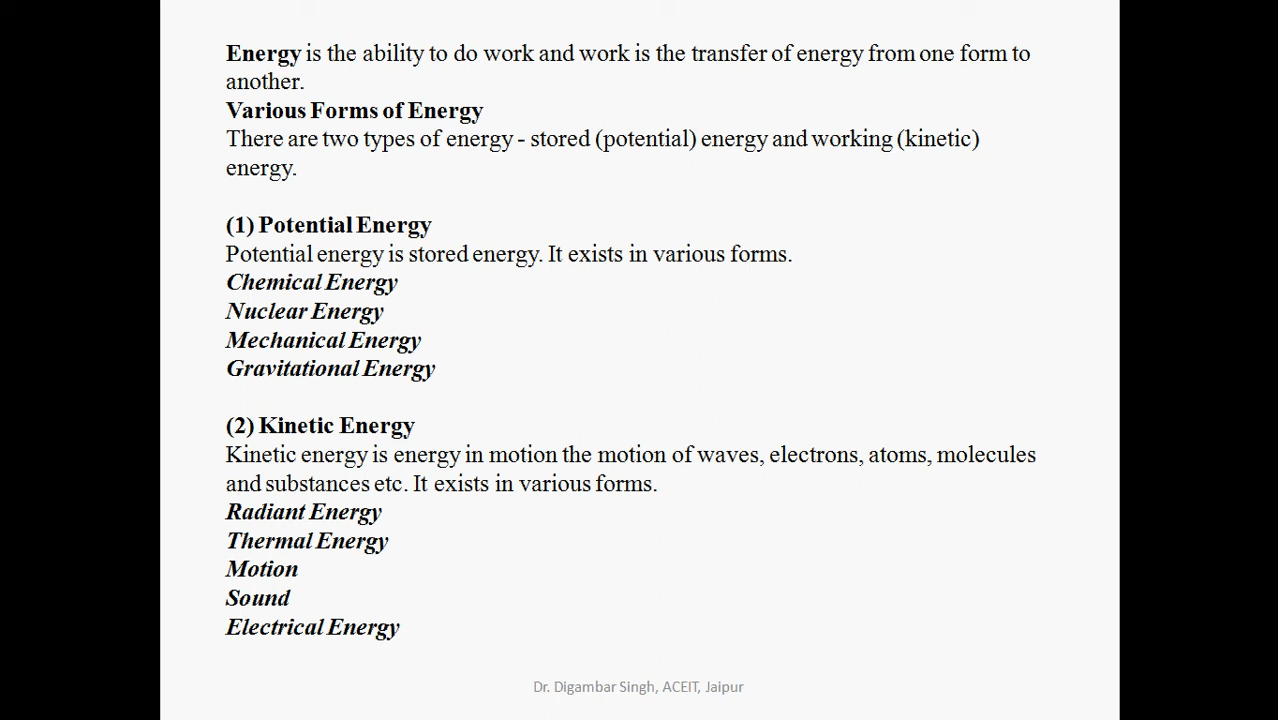 Energy is the ability to do work and work is the transfer of energy from one form to
another.
Various Forms of Energy
There are two types of energy - stored (potential) energy and working (kinetic)
energy.
(1) Potential Energy
Potential energy is stored energy. It exists in various forms.
Chemical Energy
Nuclear Energy
Mechanical Energy
Gravitational Energy
(2) Kinetic Energy
Kinetic energy is energy in motion the motion of waves, electrons, atoms, molecules
and substances etc. It exists in various forms.
Radiant Energy
Thermal Energy
Motion
Sound
Electrical Energy
Dr. Digambar Singh, ACEIT, Jaipur